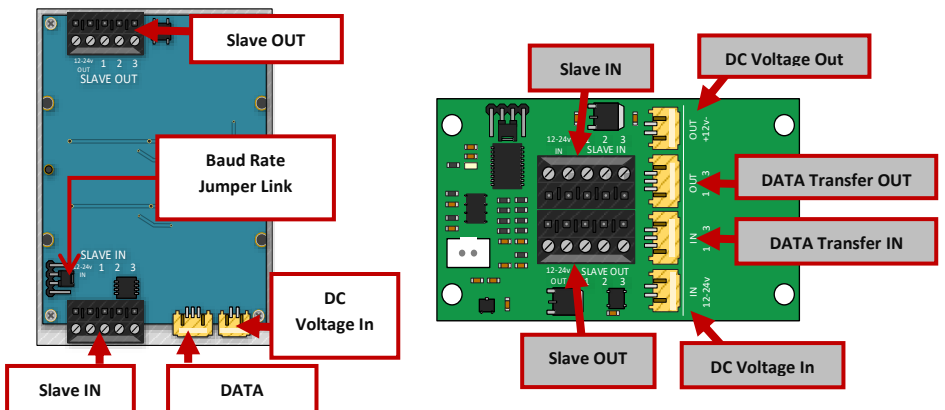 Slave OUT
12-24v
OUT
1 2 3
SLAVE OUT
Baud Rate
Jumper Link
SLAVE IN
12-24v
IN
1 2 3
DC
Voltage In
Slave IN
DATA
Slave IN
DC Voltage Out
12-24v
IN
1 2 3
SLAVE IN
OUT
+12v-
OUT
1 3
DATA Transfer OUT
IN
1 3
DATA Transfer IN
12-24v
OUT
SLAVE OUT
1 2 3
IN
12-24v
Slave OUT
DC Voltage In